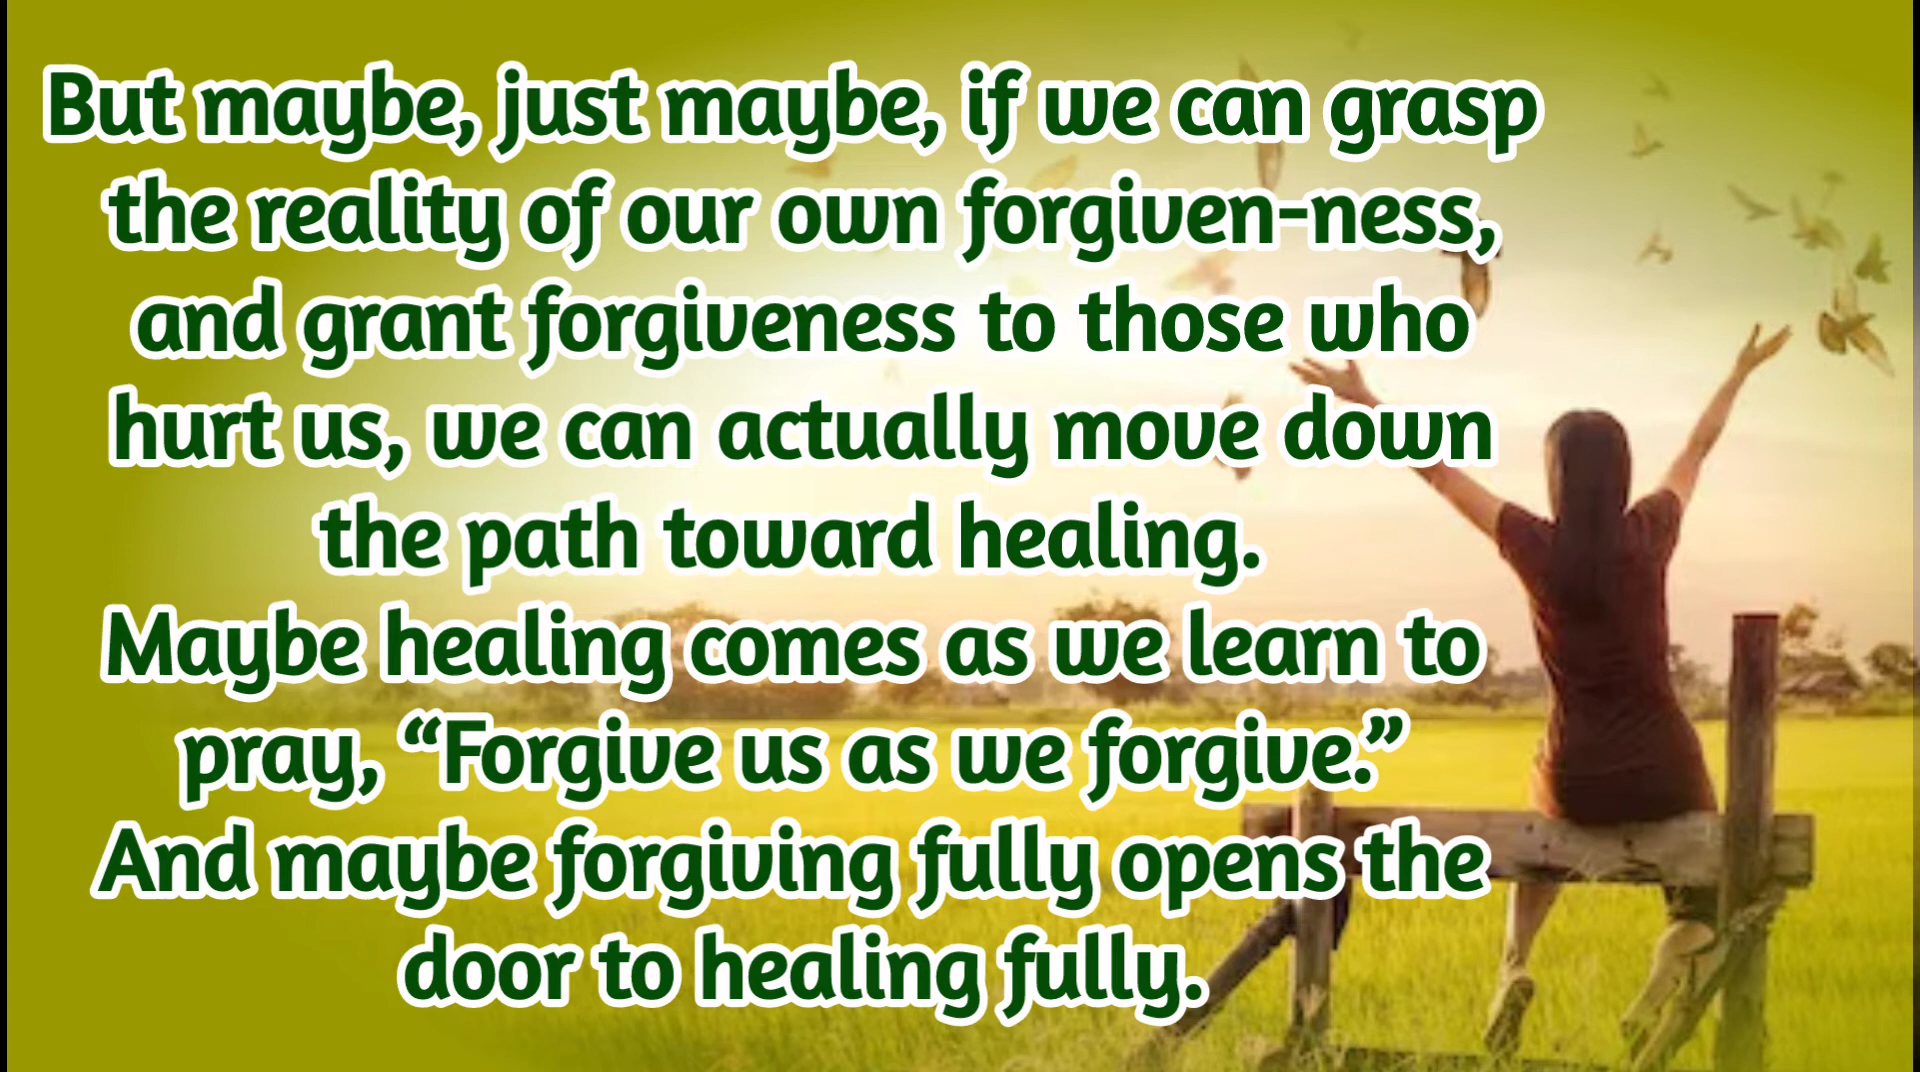 But maybe, just maybe, if we can grasp
the reality of our own forgiven-ness,
and grant forgiveness to those who
hurt us, we can actually move down
the path toward healing.
Maybe healing comes as we learn to
pray, “Forgive us as we forgive.”
And maybe forgiving fully opens the
door to healing fully.